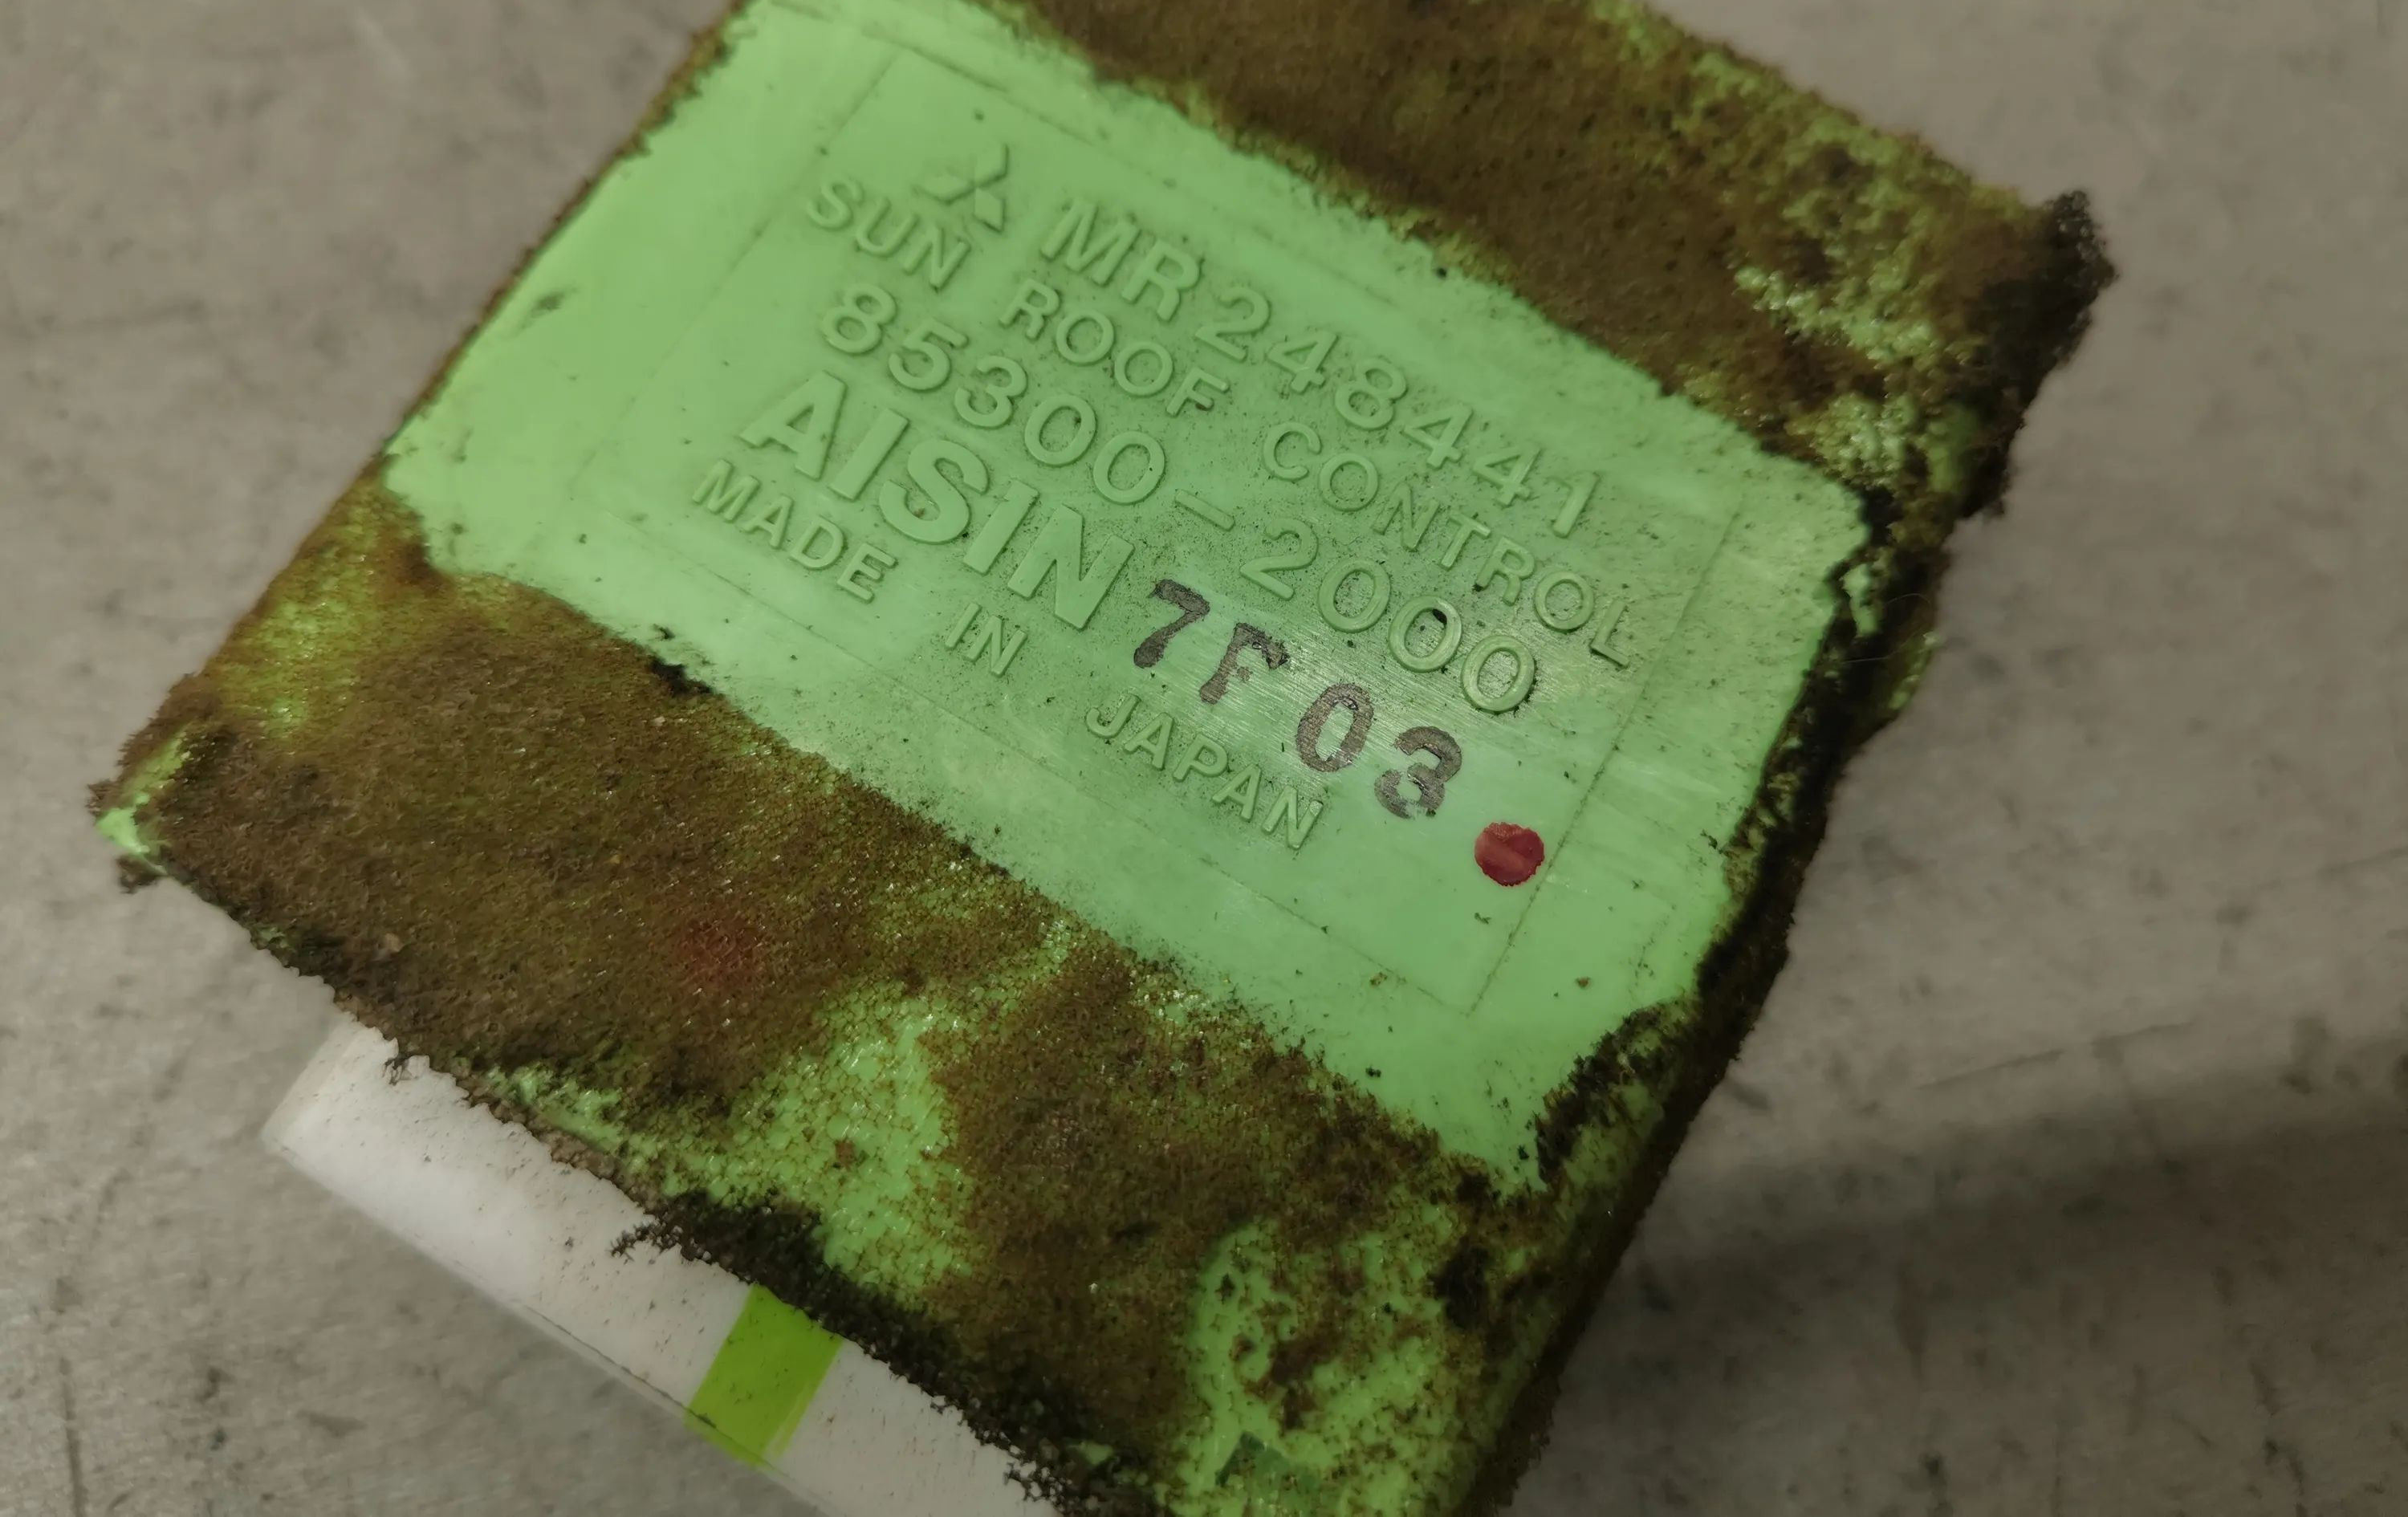 MR248441
SUN ROOF CONTROL
85300-2000
AISIN 7F03
MADE IN JAPAN